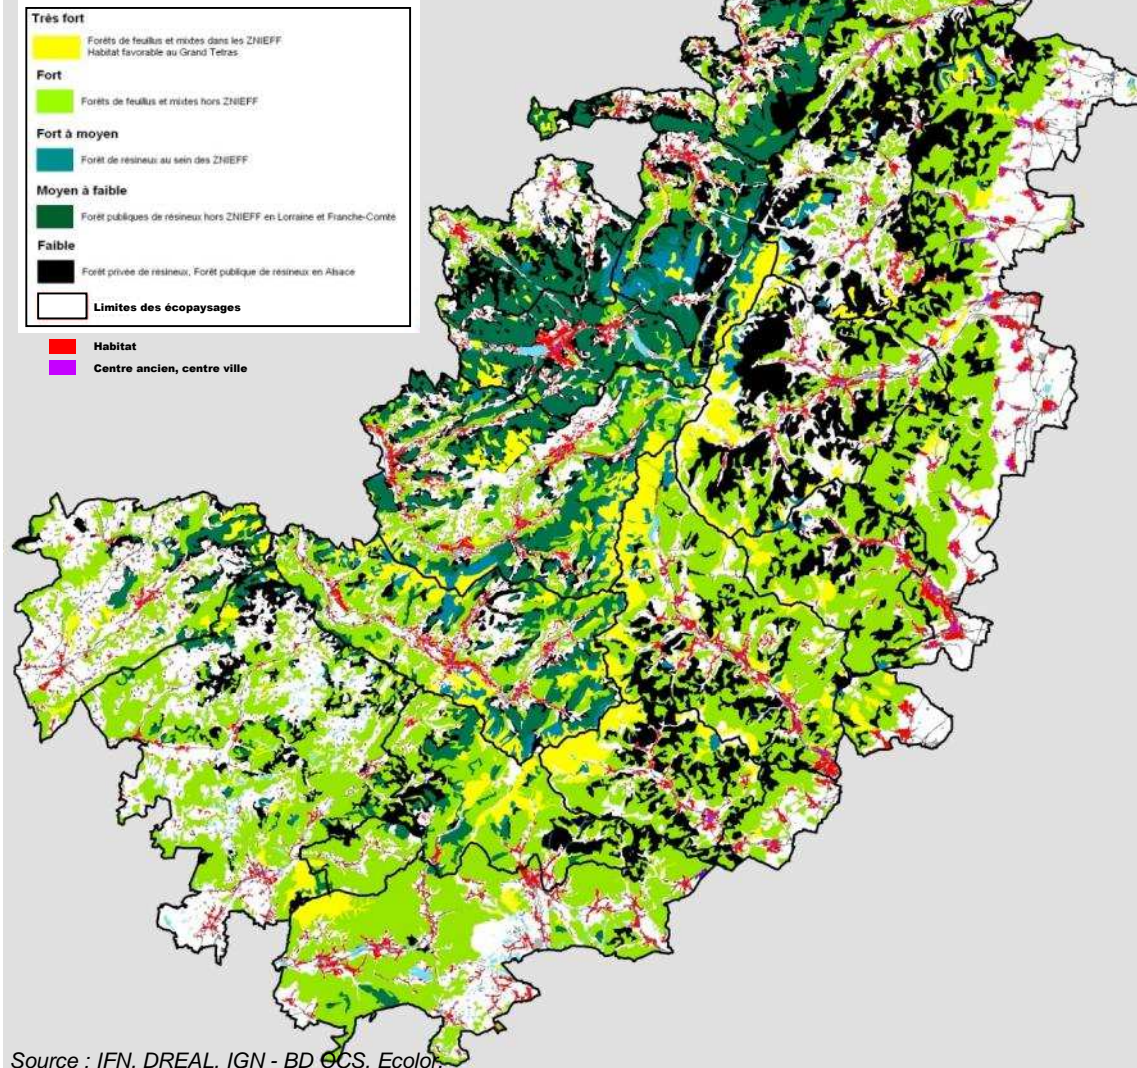 Très fort
Forêts de feuillus et mixtes dans les ZNIEFF
Habitat favorable au Grand Tetras
Fort
Forêts de feuillus et mixtes hors ZNIEFF
Fort à moyen
Forêt de résineux au sein des ZNIEFF
Moyen à faible
Forêt publiques de résineux hors ZNIEFF en Lorraine et Franche-Comté
Faible
Forêt privée de résineux, Forêt publique de résineux en Alsace
Limites des écopaysages
Habitat
Centre ancien, centre ville
Source : IFN, DREAL, IGN - BD OCS, Ecolor.